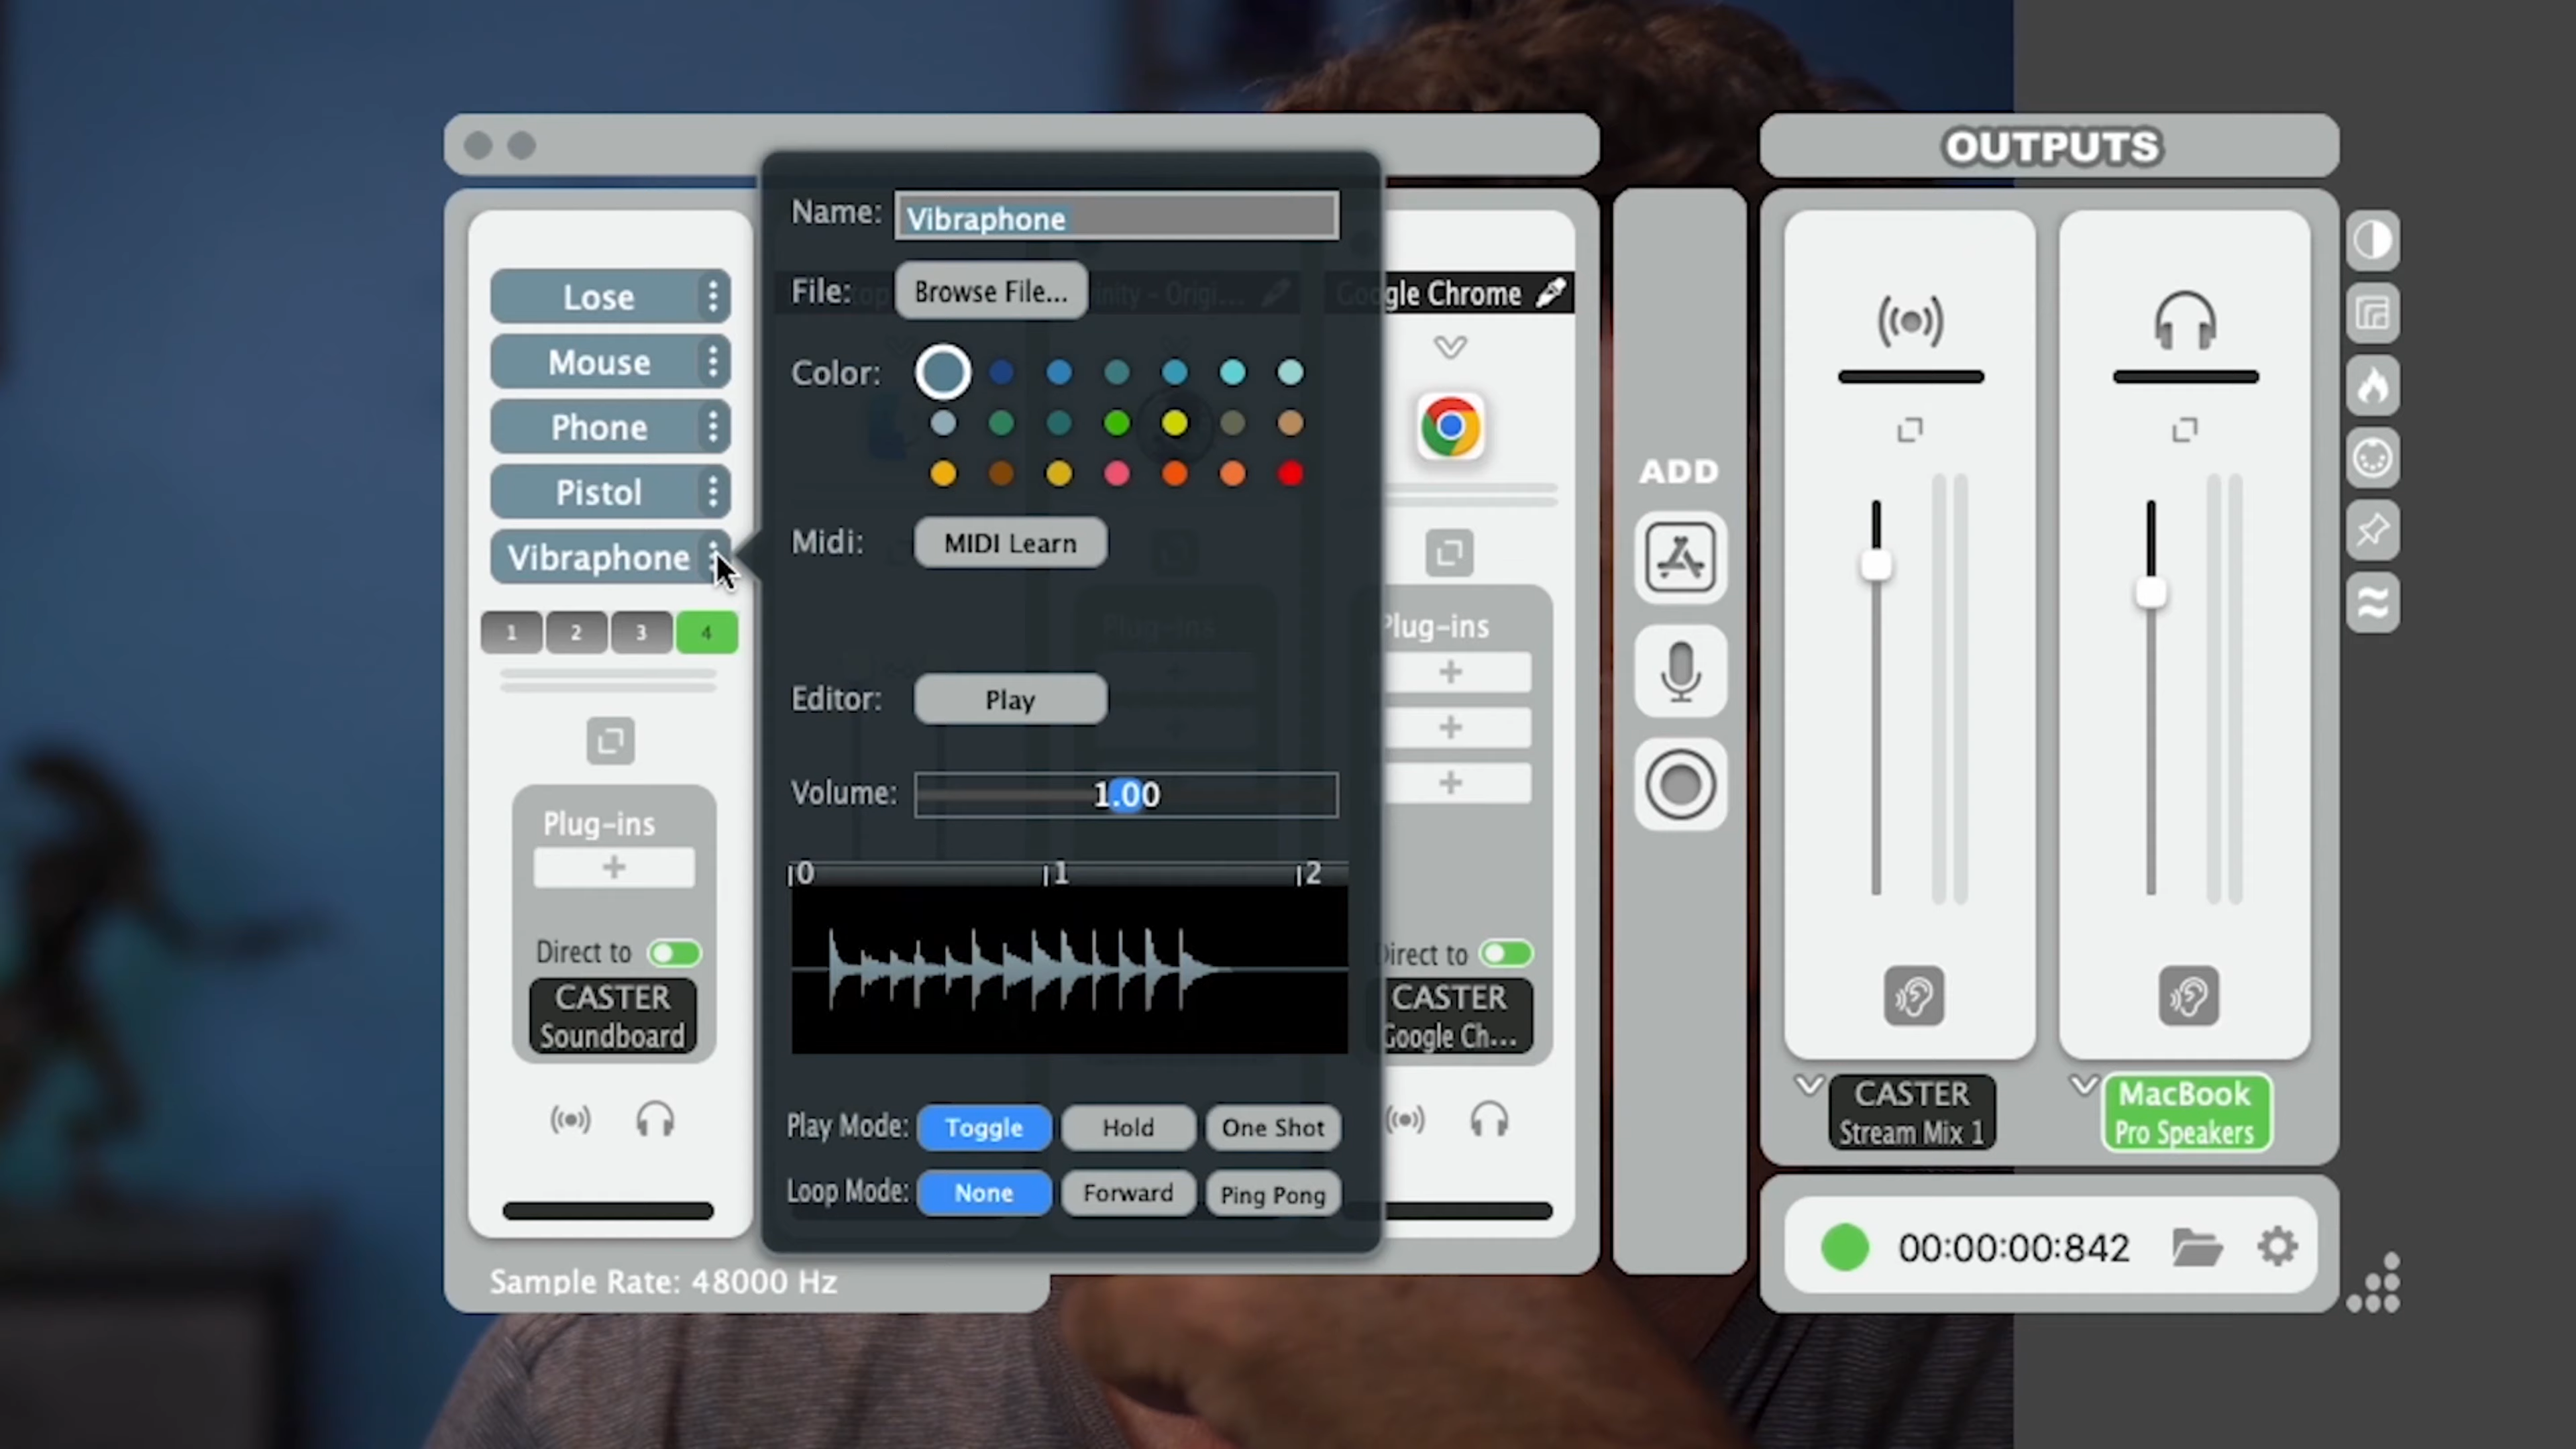 OUTPUTS
Name: Vibraphone
File: Browse File...
Google Chrome
Lose
Mouse
Phone
Pistol
Vibraphone
1 2 3 4
Color:
Midi: MIDI Learn
ADD
Plug-ins
Editor: Play
Volume: 1.00
Plug-ins
0 1 2
Direct to
CASTER
Soundboard
Direct to
CASTER
Google Ch...
Play Mode: Toggle Hold One Shot
Loop Mode: None Forward Ping Pong
CASTER
Stream Mix 1
MacBook
Pro Speakers
00:00:00:842
Sample Rate: 48000 Hz